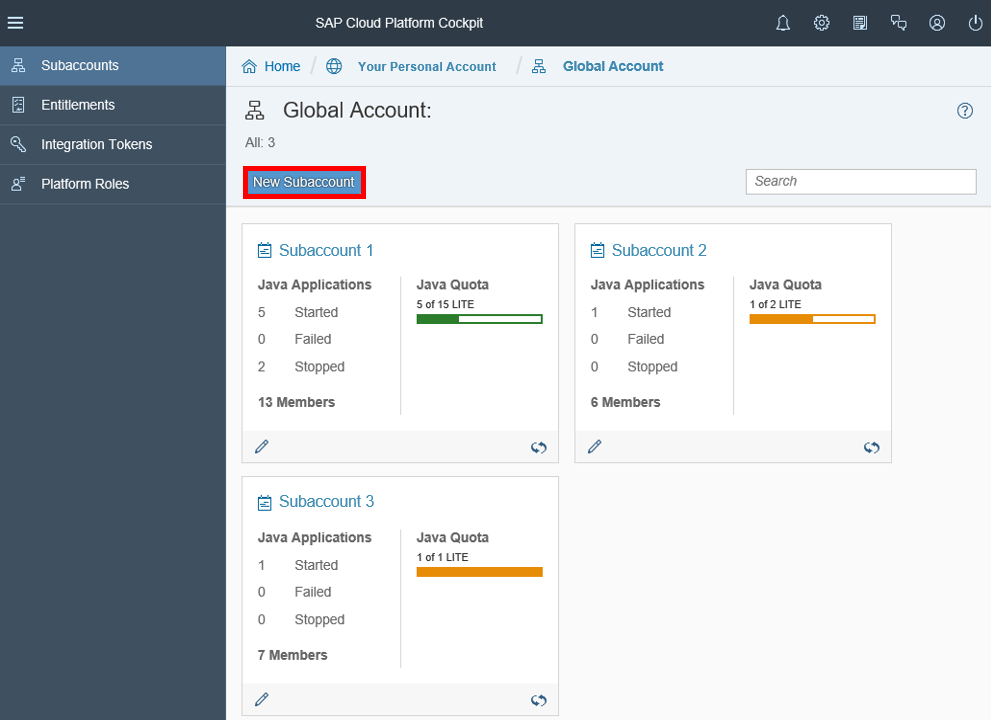 SAP Cloud Platform Cockpit
Subaccounts
Entitlements
Integration Tokens
Platform Roles
Home / Your Personal Account / Global Account
Global Account:
All: 3
New Subaccount
Search
Subaccount 1
Java Applications
5 Started
0 Failed
2 Stopped
13 Members
Java Quota
5 of 15 LITE
Subaccount 2
Java Applications
1 Started
0 Failed
0 Stopped
6 Members
Java Quota
1 of 2 LITE
Subaccount 3
Java Applications
1 Started
0 Failed
0 Stopped
7 Members
Java Quota
1 of 1 LITE